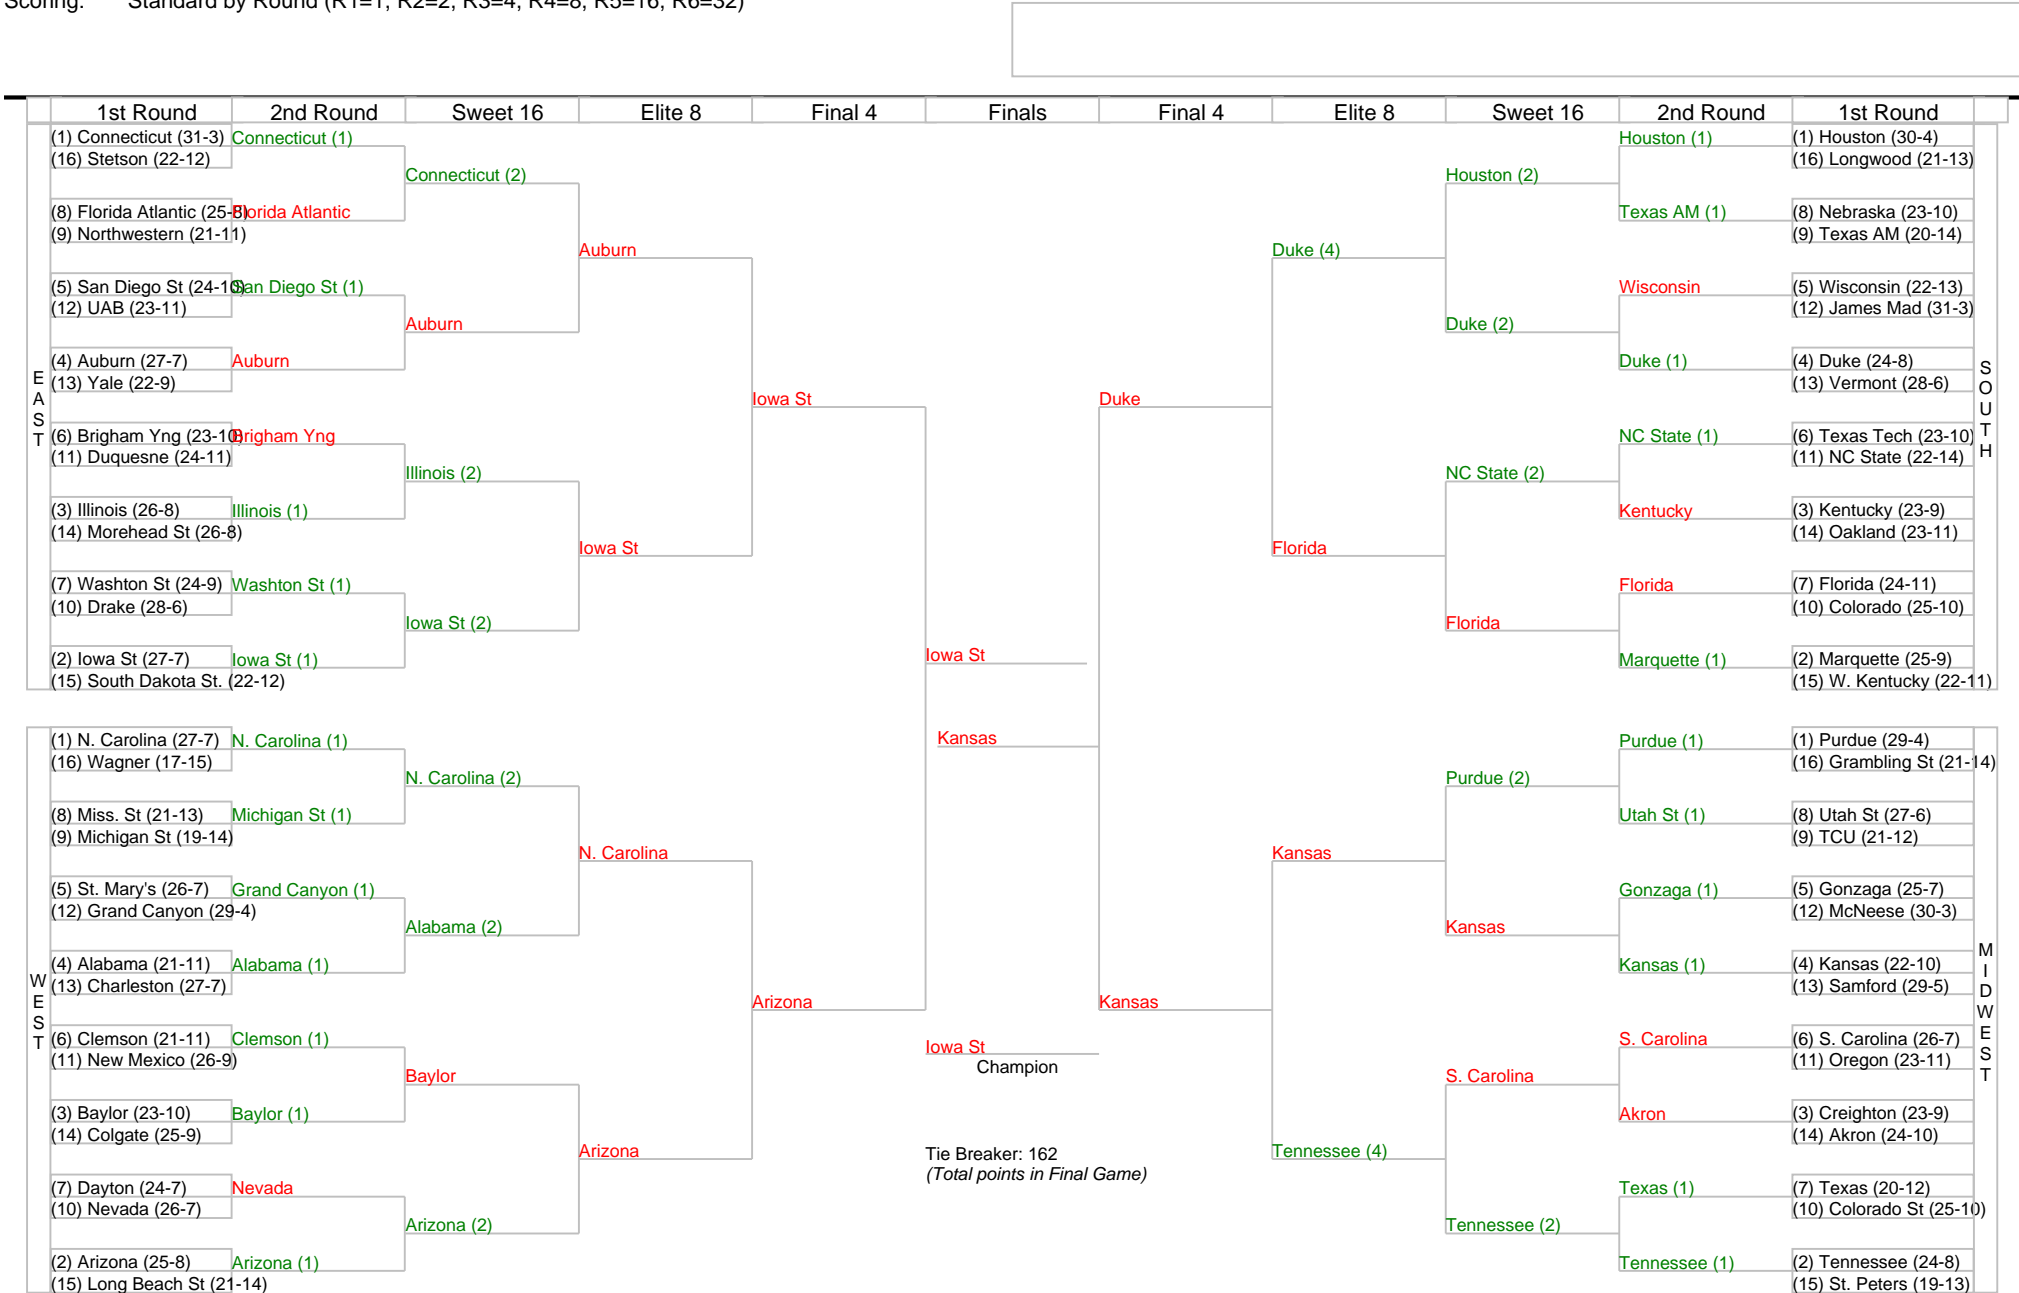 Scoring: Standard by Round (R1=1, R2=2, R3=4, R4=8, R5=16, R6=32)
1st Round 2nd Round Sweet 16 Elite 8 Final 4 Finals Final 4 Elite 8 Sweet 16 2nd Round 1st Round
EAST
(1) Connecticut (31-3)
(16) Stetson (22-12)
(8) Florida Atlantic (25-8)
(9) Northwestern (21-11)
(5) San Diego St (24-10)
(12) UAB (23-11)
(4) Auburn (27-7)
(13) Yale (22-9)
(6) Brigham Yng (23-10)
(11) Duquesne (24-11)
(3) Illinois (26-8)
(14) Morehead St (26-8)
(7) Washton St (24-9)
(10) Drake (28-6)
(2) Iowa St (27-7)
(15) South Dakota St. (22-12)
Connecticut (1)
Florida Atlantic
San Diego St (1)
Auburn
Brigham Yng
Illinois (1)
Washton St (1)
Iowa St (1)
Connecticut (2)
Auburn
Illinois (2)
Iowa St (2)
Auburn
Iowa St
Iowa St
WEST
(1) N. Carolina (27-7)
(16) Wagner (17-15)
(8) Miss. St (21-13)
(9) Michigan St (19-14)
(5) St. Mary's (26-7)
(12) Grand Canyon (29-4)
(4) Alabama (21-11)
(13) Charleston (27-7)
(6) Clemson (21-11)
(11) New Mexico (26-9)
(3) Baylor (23-10)
(14) Colgate (25-9)
(7) Dayton (24-7)
(10) Nevada (26-7)
(2) Arizona (25-8)
(15) Long Beach St (21-14)
N. Carolina (1)
Michigan St (1)
Grand Canyon (1)
Alabama (1)
Clemson (1)
Baylor (1)
Nevada
Arizona (1)
N. Carolina (2)
Alabama (2)
Baylor
Arizona (2)
N. Carolina
Arizona
Arizona
Iowa St
Kansas
Iowa St
Champion
Tie Breaker: 162
(Total points in Final Game)
Duke
Duke (4)
Florida
Houston (2)
Duke (2)
NC State (2)
Florida
Houston (1)
Texas AM (1)
Wisconsin
Duke (1)
NC State (1)
Kentucky
Florida
Marquette (1)
(1) Houston (30-4)
(16) Longwood (21-13)
(8) Nebraska (23-10)
(9) Texas AM (20-14)
(5) Wisconsin (22-13)
(12) James Mad (31-3)
(4) Duke (24-8)
(13) Vermont (28-6)
(6) Texas Tech (23-10)
(11) NC State (22-14)
(3) Kentucky (23-9)
(14) Oakland (23-11)
(7) Florida (24-11)
(10) Colorado (25-10)
(2) Marquette (25-9)
(15) W. Kentucky (22-11)
SOUTH
Kansas
Kansas
Tennessee (4)
Purdue (2)
Kansas
S. Carolina
Tennessee (2)
Purdue (1)
Utah St (1)
Gonzaga (1)
Kansas (1)
S. Carolina
Akron
Texas (1)
Tennessee (1)
(1) Purdue (29-4)
(16) Grambling St (21-14)
(8) Utah St (27-6)
(9) TCU (21-12)
(5) Gonzaga (25-7)
(12) McNeese (30-3)
(4) Kansas (22-10)
(13) Samford (29-5)
(6) S. Carolina (26-7)
(11) Oregon (23-11)
(3) Creighton (23-9)
(14) Akron (24-10)
(7) Texas (20-12)
(10) Colorado St (25-10)
(2) Tennessee (24-8)
(15) St. Peters (19-13)
MIDWEST